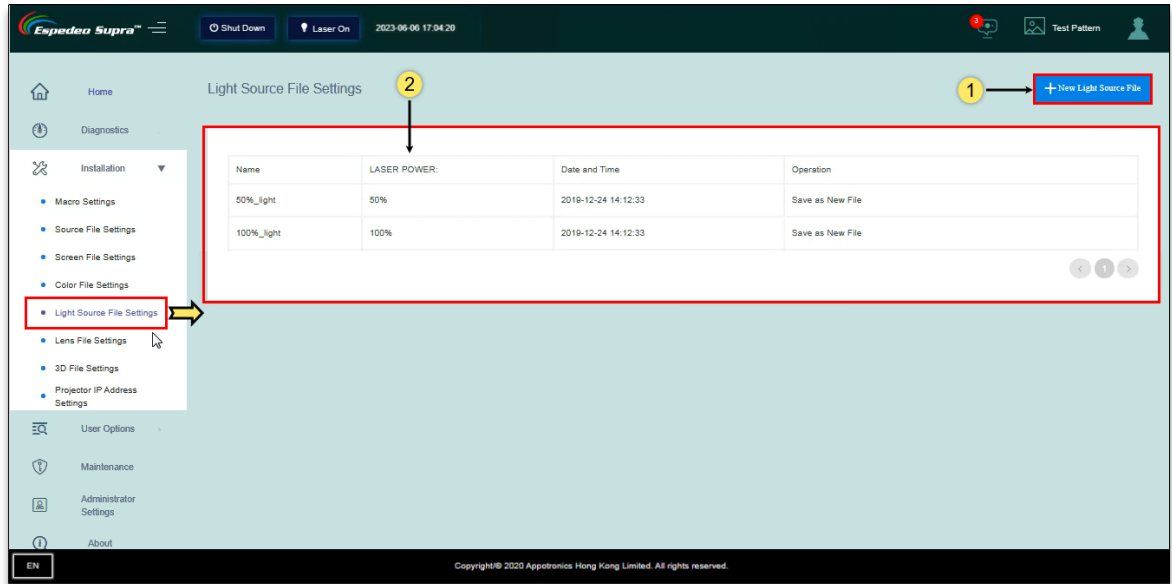 Espedeo Supra™
Shut Down
Laser On
2023-06-06 17:04:20
3
Test Pattern
Home
Diagnostics
Installation
Macro Settings
Source File Settings
Screen File Settings
Color File Settings
Light Source File Settings
Lens File Settings
3D File Settings
Projector IP Address
Settings
User Options
Maintenance
Administrator
Settings
About
EN
Light Source File Settings
2
1
+New Light Source File
Name LASER POWER: Date and Time Operation
50%_light 50% 2019-12-24 14:12:33 Save as New File
100%_light 100% 2019-12-24 14:12:33 Save as New File
< 1 >
Copyright/© 2020 Appotronics Hong Kong Limited. All rights reserved.